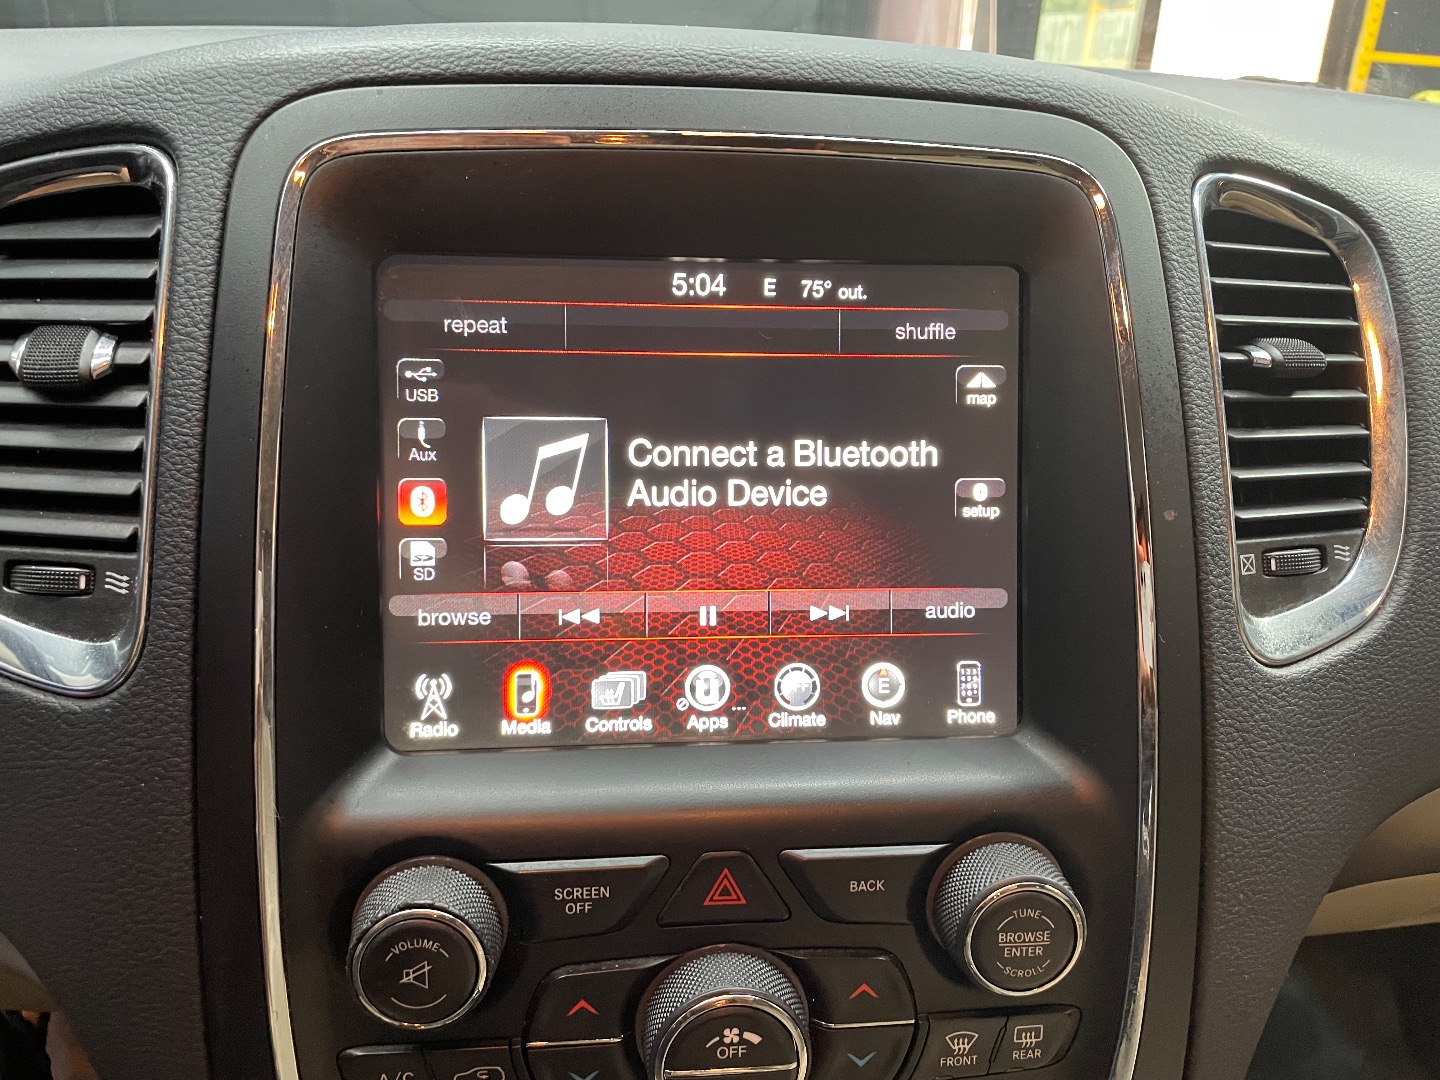 5:04 E 75° out.
repeat shuffle
USB
map
Aux
Connect a Bluetooth
Audio Device
setup
SD
browse audio
Radio Media Controls Apps ... Climate E Nav Phone
SCREEN
OFF
BACK
VOLUME
TUNE
BROWSE
ENTER
SCROLL
OFF
FRONT REAR
A/C